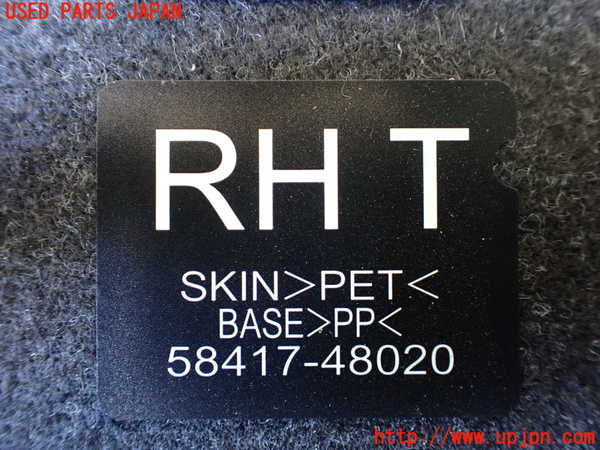 USED PARTS JAPAN
RH T
SKIN>PET<
BASE>PP<
58417-48020
http://www.upjpn.com